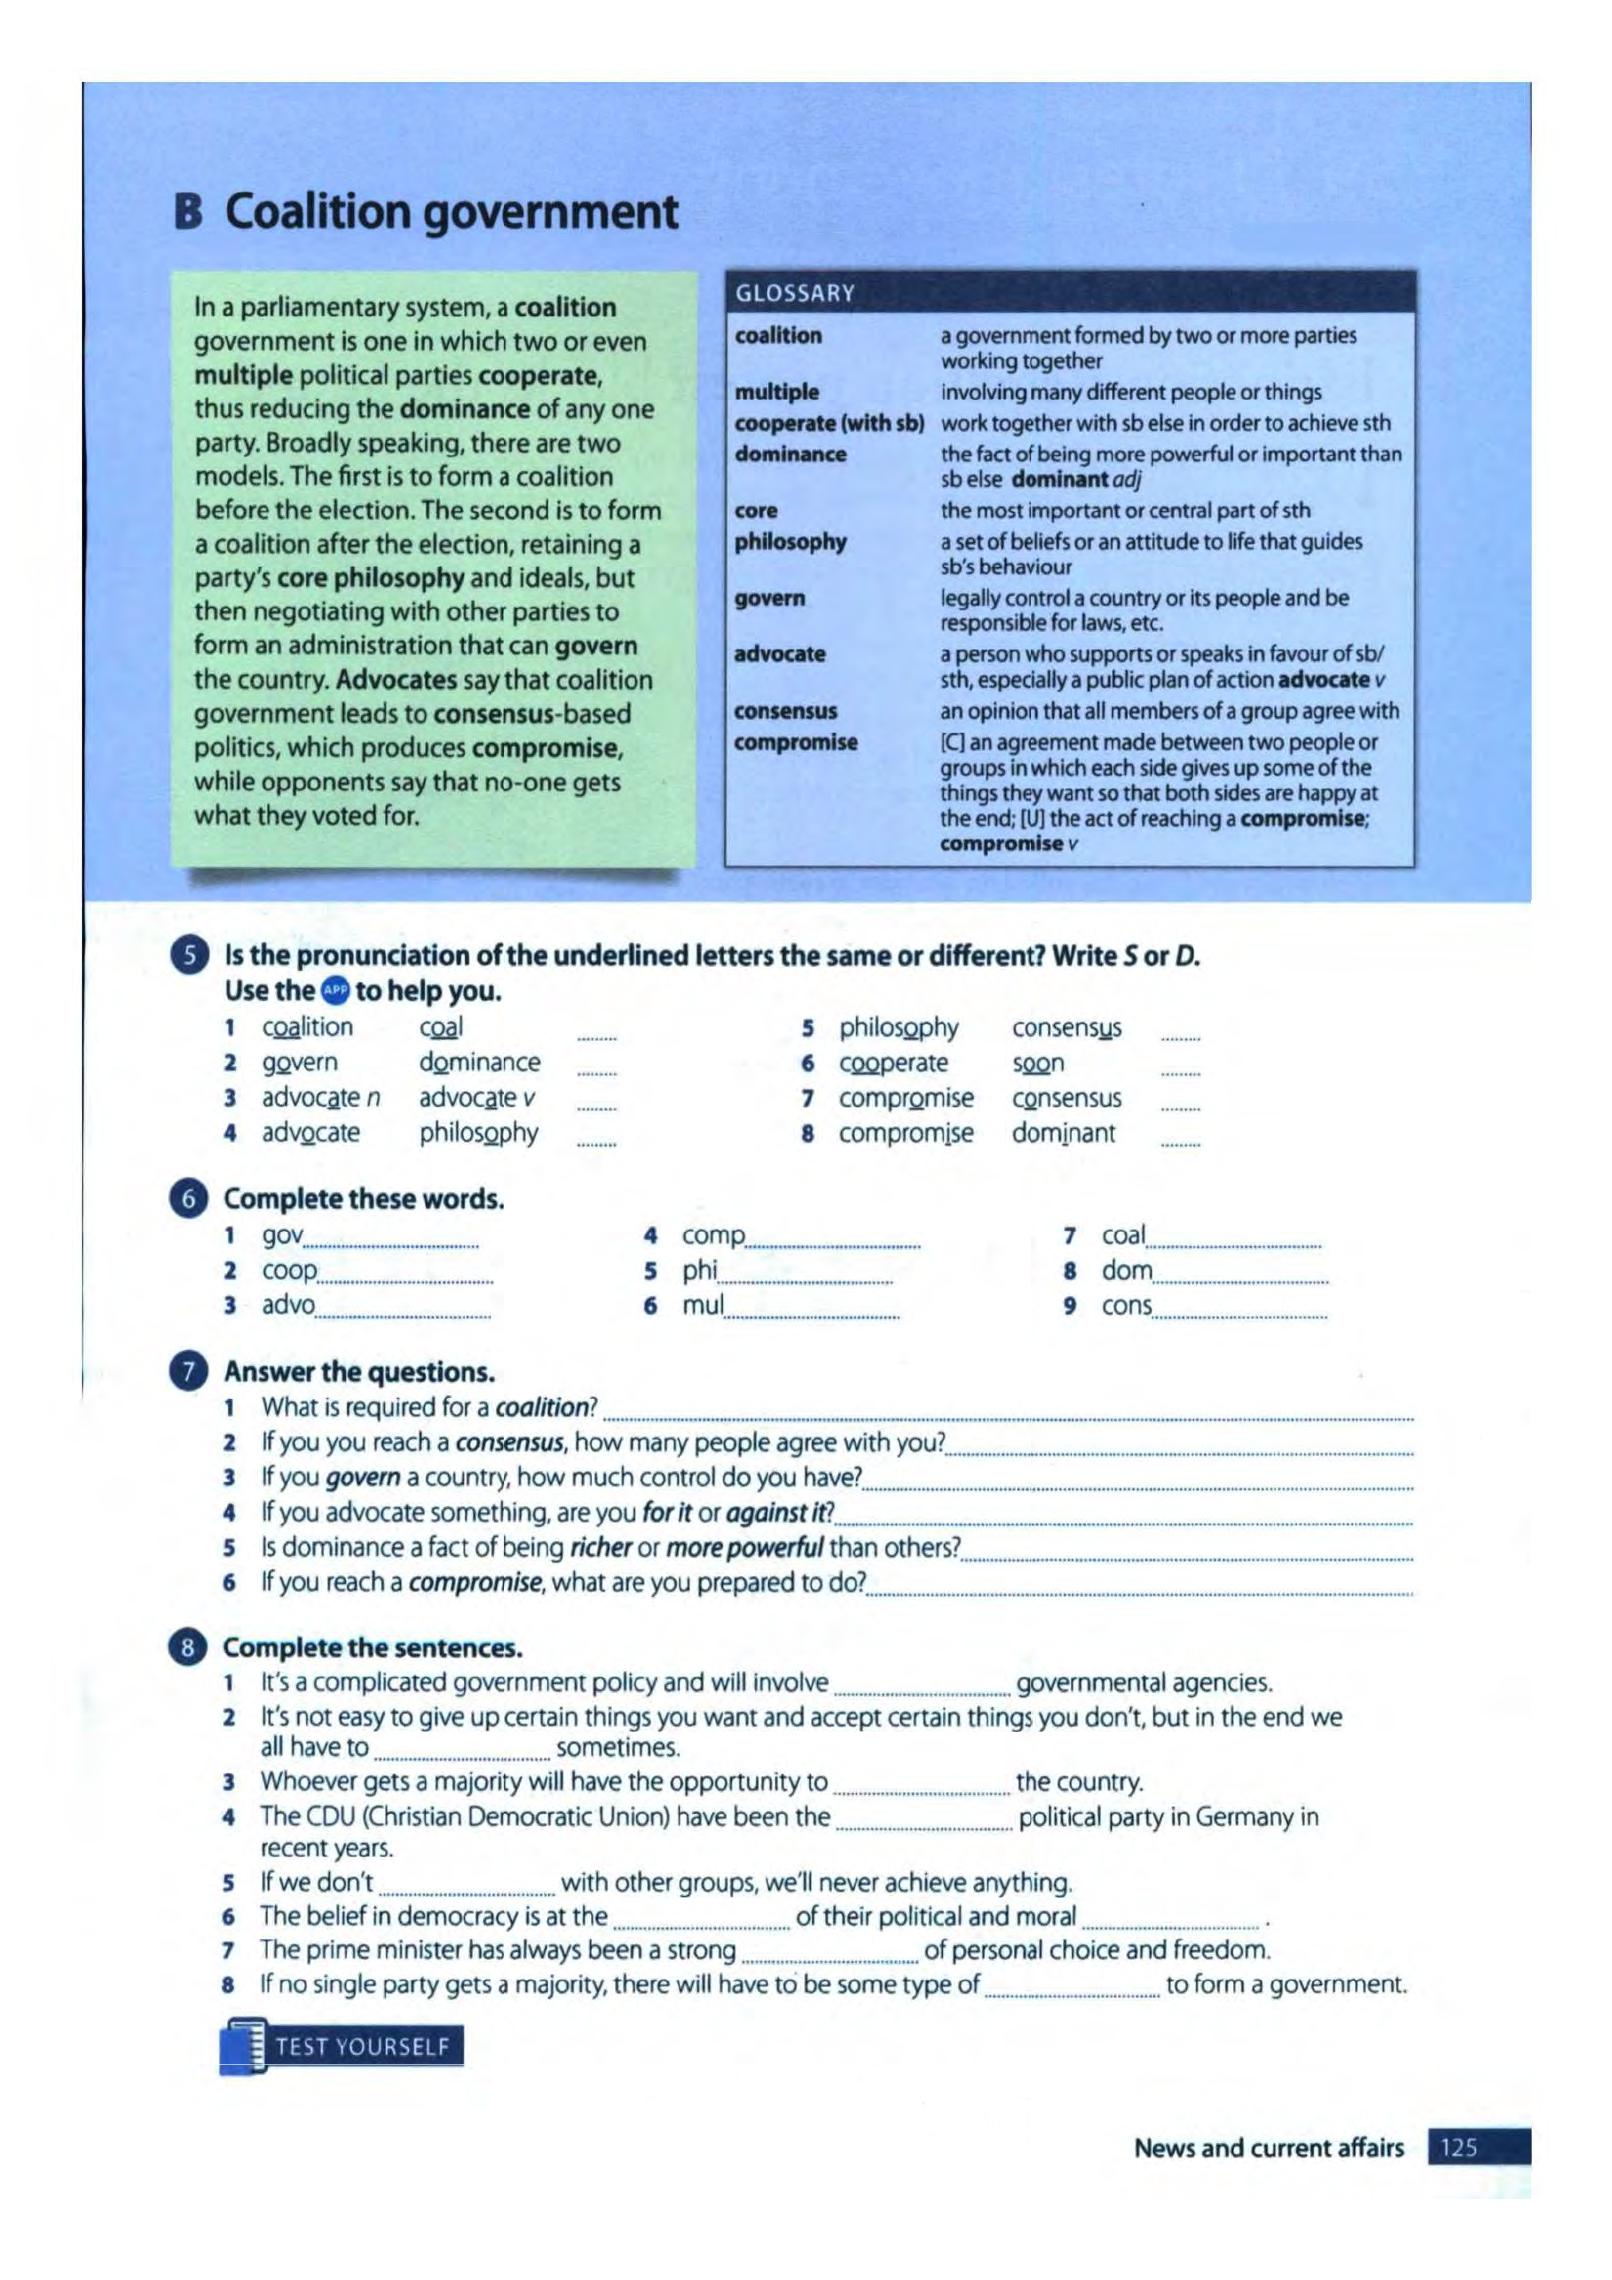 B Coalition government
In a parliamentary system, a coalition
government is one in which two or even
multiple political parties cooperate,
thus reducing the dominance of any one
party. Broadly speaking, there are two
models. The first is to form a coalition
before the election. The second is to form
a coalition after the election, retaining a
party's core philosophy and ideals, but
then negotiating with other parties to
form an administration that can govern
the country. Advocates say that coalition
government leads to consensus-based
politics, which produces compromise,
while opponents say that no-one gets
what they voted for.
GLOSSARY
coalition a government formed by two or more parties
working together
multiple involving many different people or things
cooperate (with sb) work together with sb else in order to achieve sth
dominance the fact of being more powerful or important than
sb else dominant adj
core the most important or central part of sth
philosophy a set of beliefs or an attitude to life that guides
sb's behaviour
govern legally control a country or its people and be
responsible for laws, etc.
advocate a person who supports or speaks in favour of sb/
sth, especially a public plan of action advocate v
consensus an opinion that all members of a group agree with
compromise [C] an agreement made between two people or
groups in which each side gives up some of the
things they want so that both sides are happy at
the end; [U] the act of reaching a compromise;
compromise v
5 Is the pronunciation of the underlined letters the same or different? Write S or D.
Use the APP to help you.
1 coalition coal ........
2 govern dominance ........
3 advocate n advocate v ........
4 advocate philosophy ........
5 philosophy consensus ........
6 cooperate soon ........
7 compromise consensus ........
8 compromise dominant ........
6 Complete these words.
1 gov........
2 coop........
3 advo........
4 comp........
5 phi........
6 mul........
7 coal........
8 dom........
9 cons........
7 Answer the questions.
1 What is required for a coalition? ........
2 If you you reach a consensus, how many people agree with you? ........
3 If you govern a country, how much control do you have? ........
4 If you advocate something, are you for it or against it? ........
5 Is dominance a fact of being richer or more powerful than others? ........
6 If you reach a compromise, what are you prepared to do? ........
8 Complete the sentences.
1 It's a complicated government policy and will involve ........ governmental agencies.
2 It's not easy to give up certain things you want and accept certain things you don't, but in the end we
all have to ........ sometimes.
3 Whoever gets a majority will have the opportunity to ........ the country.
4 The CDU (Christian Democratic Union) have been the ........ political party in Germany in
recent years.
5 If we don't ........ with other groups, we'll never achieve anything.
6 The belief in democracy is at the ........ of their political and moral ........ .
7 The prime minister has always been a strong ........ of personal choice and freedom.
8 If no single party gets a majority, there will have to be some type of ........ to form a government.
TEST YOURSELF
News and current affairs 125